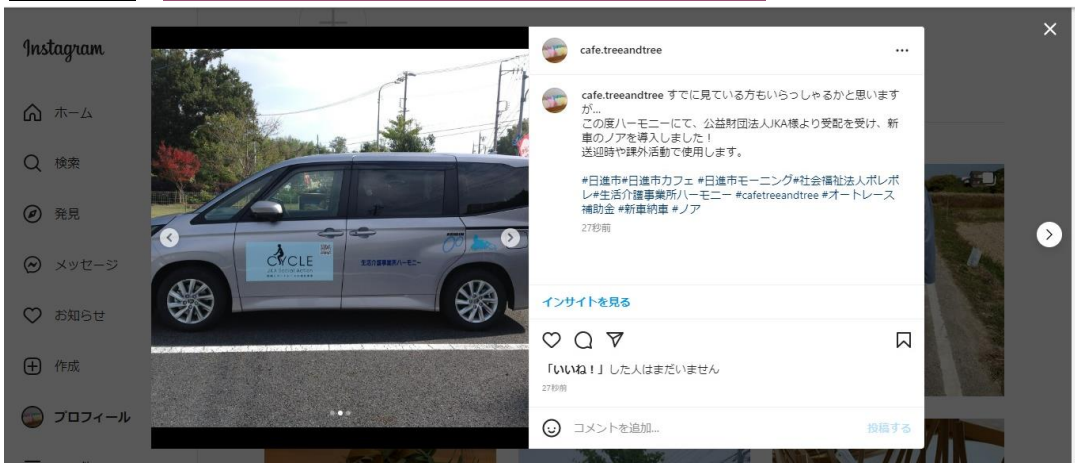 Instagram
ホーム
検索
発見
メッセージ
お知らせ
作成
プロフィール
CYCLE
生活介護事業所ハーモニー
cafe.treeandtree
cafe.treeandtree すでに見ている方もいらっしゃるかと思います
が...
この度ハーモニーにて、公益財団法人JKA様より受配を受け、新
車のノアを導入しました!
送迎時や課外活動で使用します。
#日進市#日進市カフェ #日進市モーニング#社会福祉法人ポレポ
レ#生活介護事業所ハーモニー #cafetreeandtree #オートレース
補助金 #新車納車 #ノア
27秒前
インサイトを見る
「いいね!」した人はまだいません
27秒前
コメントを追加...
投稿する